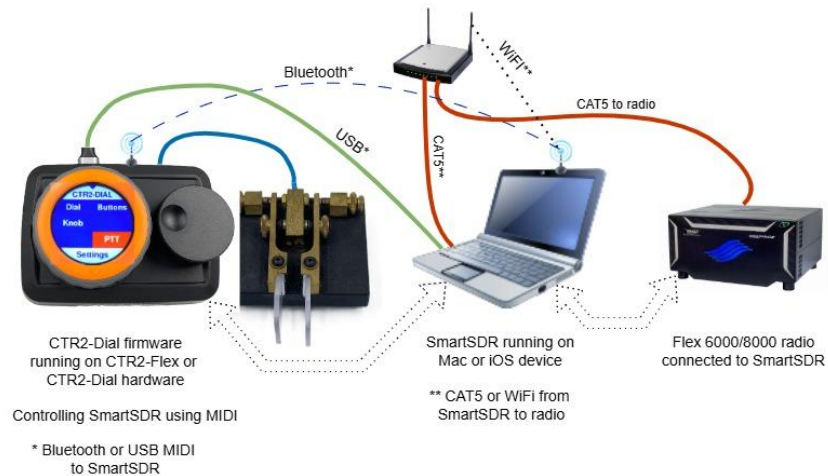 Bluetooth*
WiFI**
CAT5 to radio
USB*
CAT5**
CTR2-DIAL
Dial Buttons
Knob
PTT
Settings
CTR2-Dial firmware
running on CTR2-Flex or
CTR2-Dial hardware
Controlling SmartSDR using MIDI
* Bluetooth or USB MIDI
to SmartSDR
SmartSDR running on
Mac or iOS device
** CAT5 or WiFi from
SmartSDR to radio
Flex 6000/8000 radio
connected to SmartSDR